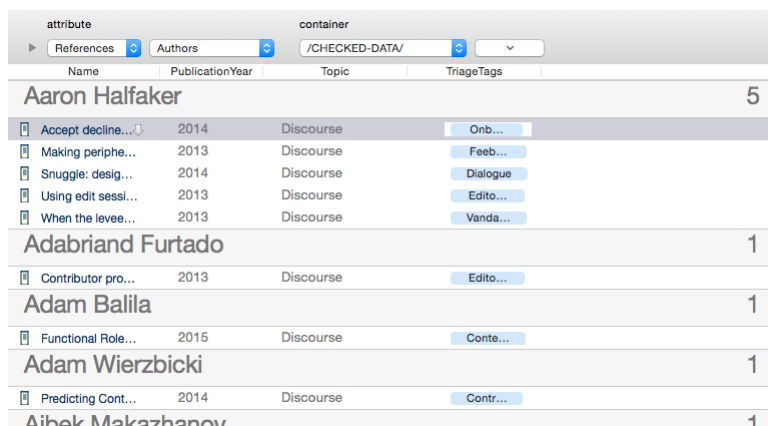 attribute container
References Authors /CHECKED-DATA/
Name PublicationYear Topic TriageTags
Aaron Halfaker 5
Accept decline... 2014 Discourse Onb...
Making periphe... 2013 Discourse Feeb...
Snuggle: desig... 2014 Discourse Dialogue
Using edit sessi... 2013 Discourse Edito...
When the levee... 2013 Discourse Vanda...
Adabriand Furtado 1
Contributor pro... 2013 Discourse Edito...
Adam Balila 1
Functional Role... 2015 Discourse Conte...
Adam Wierzbicki 1
Predicting Cont... 2014 Discourse Contr...
Aibek Makazhanov 1